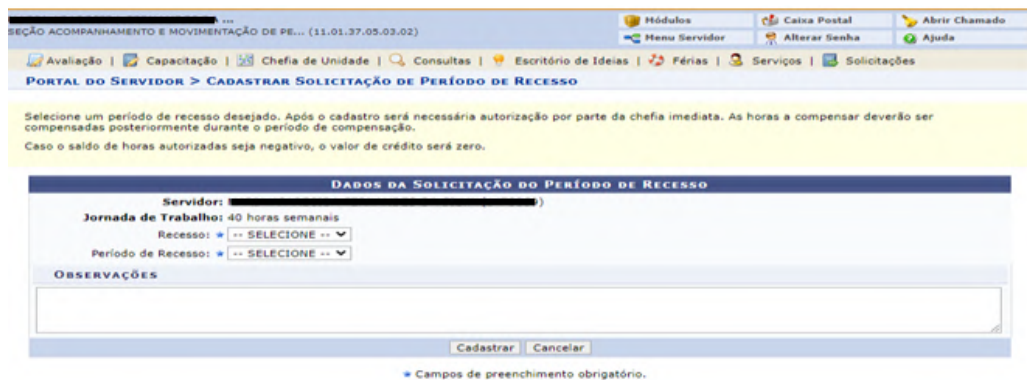 ...
Módulos
Caixa Postal
Abrir Chamado
SEÇÃO ACOMPANHAMENTO E MOVIMENTAÇÃO DE PE... (11.01.37.05.03.02)
Menu Servidor
Alterar Senha
Ajuda
Avaliação | Capacitação | Chefia de Unidade | Consultas | Escritório de Ideias | Férias | Serviços | Solicitações
PORTAL DO SERVIDOR > CADASTRAR SOLICITAÇÃO DE PERÍODO DE RECESSO
Selecione um período de recesso desejado. Após o cadastro será necessária autorização por parte da chefia imediata. As horas a compensar deverão ser
compensadas posteriormente durante o período de compensação.
Caso o saldo de horas autorizadas seja negativo, o valor de crédito será zero.
DADOS DA SOLICITAÇÃO DO PERÍODO DE RECESSO
Servidor:
Jornada de Trabalho: 40 horas semanais
Recesso: -- SELECIONE --
Período de Recesso: -- SELECIONE --
OBSERVAÇÕES
Cadastrar Cancelar
Campos de preenchimento obrigatório.